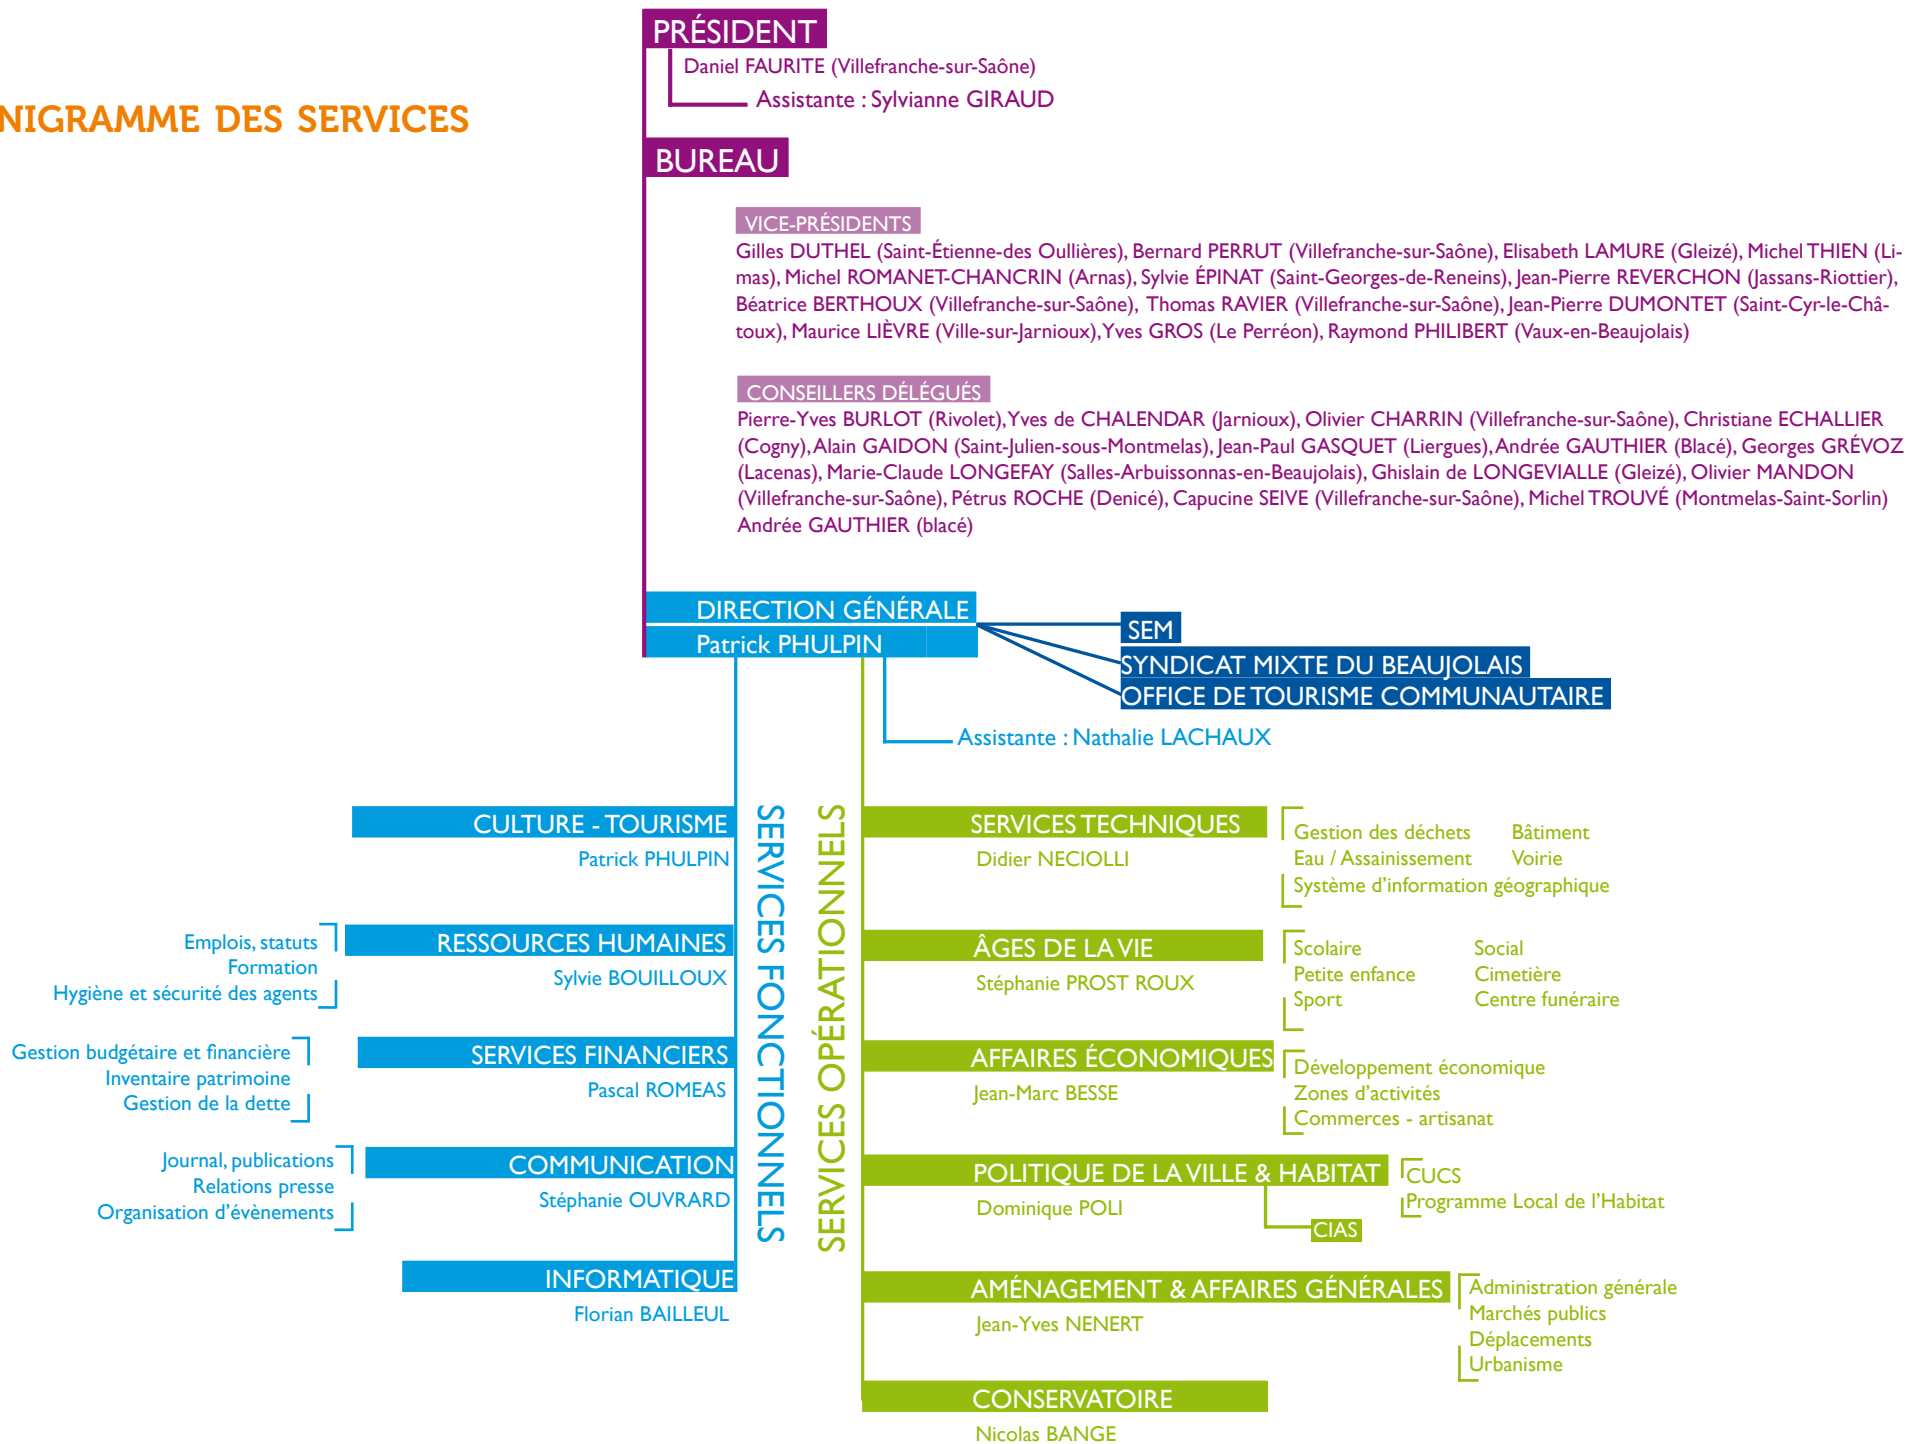 NIGRAMME DES SERVICES
PRÉSIDENT
Daniel FAURITE (Villefranche-sur-Saône)
Assistante : Sylvianne GIRAUD
BUREAU
VICE-PRÉSIDENTS
Gilles DUTHEL (Saint-Étienne-des Oullières), Bernard PERRUT (Villefranche-sur-Saône), Elisabeth LAMURE (Gleizé), Michel THIEN (Li-
mas), Michel ROMANET-CHANCRIN (Arnas), Sylvie ÉPINAT (Saint-Georges-de-Reneins), Jean-Pierre REVERCHON (Jassans-Riottier),
Béatrice BERTHOUX (Villefranche-sur-Saône), Thomas RAVIER (Villefranche-sur-Saône), Jean-Pierre DUMONTET (Saint-Cyr-le-Châ-
toux), Maurice LIÈVRE (Ville-sur-Jarnioux), Yves GROS (Le Perréon), Raymond PHILIBERT (Vaux-en-Beaujolais)
CONSEILLERS DÉLÉGUÉS
Pierre-Yves BURLOT (Rivolet), Yves de CHALENDAR (Jarnioux), Olivier CHARRIN (Villefranche-sur-Saône), Christiane ECHALLIER
(Cogny), Alain GAIDON (Saint-Julien-sous-Montmelas), Jean-Paul GASQUET (Liergues), Andrée GAUTHIER (Blacé), Georges GRÉVOZ
(Lacenas), Marie-Claude LONGEFAY (Salles-Arbuissonnas-en-Beaujolais), Ghislain de LONGEVIALLE (Gleizé), Olivier MANDON
(Villefranche-sur-Saône), Pétrus ROCHE (Denicé), Capucine SEIVE (Villefranche-sur-Saône), Michel TROUVÉ (Montmelas-Saint-Sorlin)
Andrée GAUTHIER (blacé)
DIRECTION GÉNÉRALE
Patrick PHULPIN
SEM
SYNDICAT MIXTE DU BEAUJOLAIS
OFFICE DE TOURISME COMMUNAUTAIRE
Assistante : Nathalie LACHAUX
SERVICES FONCTIONNELS
CULTURE - TOURISME
Patrick PHULPIN
RESSOURCES HUMAINES
Sylvie BOUILLOUX
Emplois, statuts
Formation
Hygiène et sécurité des agents
SERVICES FINANCIERS
Pascal ROMEAS
Gestion budgétaire et financière
Inventaire patrimoine
Gestion de la dette
COMMUNICATION
Stéphanie OUVRARD
Journal, publications
Relations presse
Organisation d'évènements
INFORMATIQUE
Florian BAILLEUL
SERVICES OPÉRATIONNELS
SERVICES TECHNIQUES
Didier NECIOLLI
Gestion des déchets Bâtiment
Eau / Assainissement Voirie
Système d'information géographique
ÂGES DE LA VIE
Stéphanie PROST ROUX
Scolaire Social
Petite enfance Cimetière
Sport Centre funéraire
AFFAIRES ÉCONOMIQUES
Jean-Marc BESSE
Développement économique
Zones d'activités
Commerces - artisanat
POLITIQUE DE LA VILLE & HABITAT
Dominique POLI
CUCS
Programme Local de l'Habitat
CIAS
AMÉNAGEMENT & AFFAIRES GÉNÉRALES
Jean-Yves NENERT
Administration générale
Marchés publics
Déplacements
Urbanisme
CONSERVATOIRE
Nicolas BANGE